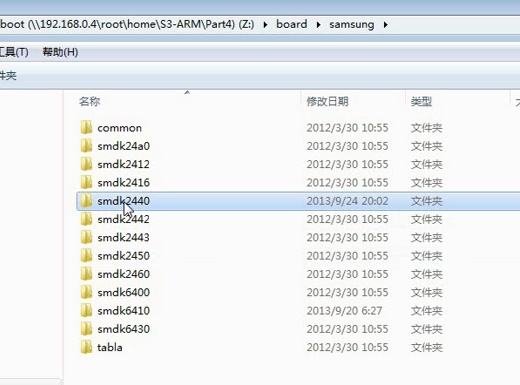 boot (\\192.168.0.4\root\home\S3-ARM\Part4) (Z:) ▸ board ▸ samsung ▸
工具(T) 帮助(H)
件夹
名称 修改日期 类型
common 2012/3/30 10:55 文件夹
smdk24a0 2012/3/30 10:55 文件夹
smdk2412 2012/3/30 10:55 文件夹
smdk2416 2012/3/30 10:55 文件夹
smdk2440 2013/9/24 20:02 文件夹
smdk2442 2012/3/30 10:55 文件夹
smdk2443 2012/3/30 10:55 文件夹
smdk2450 2012/3/30 10:55 文件夹
smdk2460 2012/3/30 10:55 文件夹
smdk6400 2012/3/30 10:55 文件夹
smdk6410 2013/9/20 6:27 文件夹
smdk6430 2012/3/30 10:55 文件夹
tabla 2012/3/30 10:55 文件夹